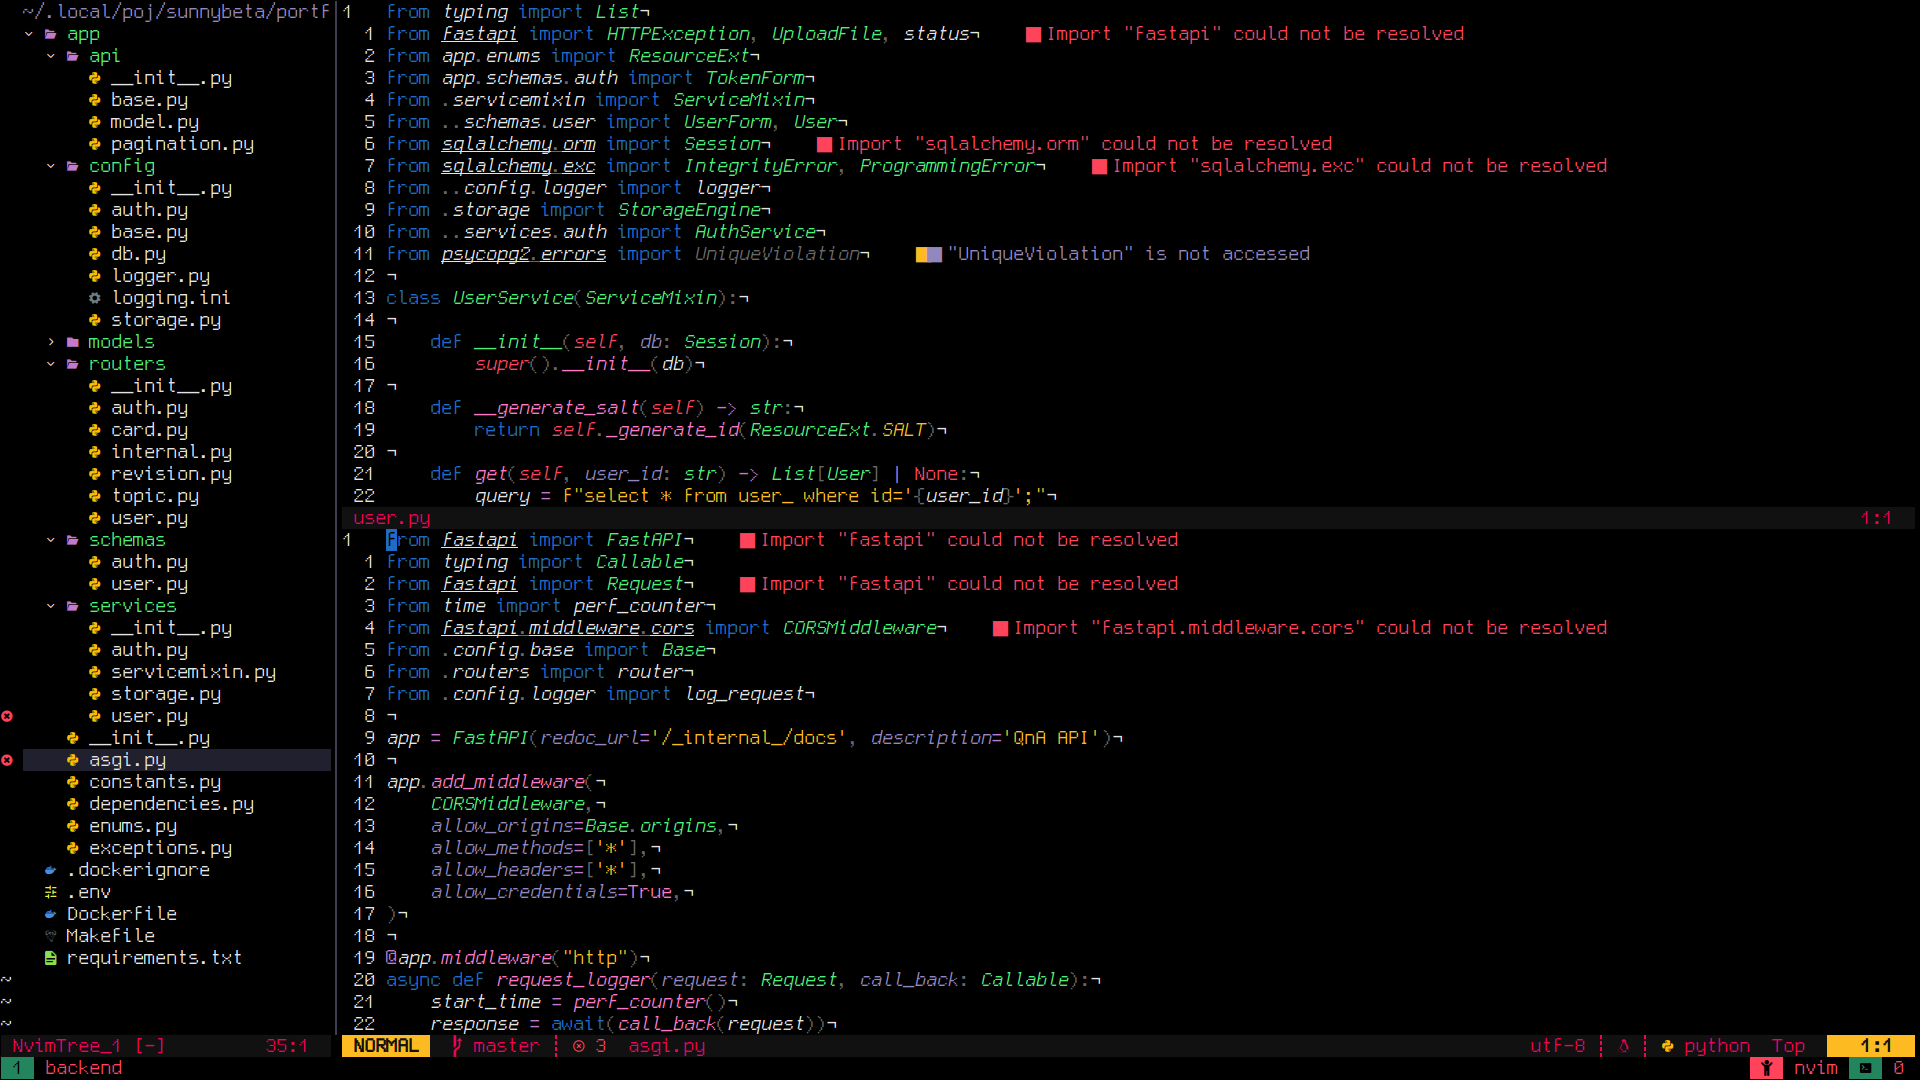 ~/.local/poj/sunnybeta/portf
app
api
__init__.py
base.py
model.py
pagination.py
config
__init__.py
auth.py
base.py
db.py
logger.py
logging.ini
storage.py
models
routers
__init__.py
auth.py
card.py
internal.py
revision.py
topic.py
user.py
schemas
auth.py
user.py
services
__init__.py
auth.py
servicemixin.py
storage.py
user.py
__init__.py
asgi.py
constants.py
dependencies.py
enums.py
exceptions.py
.dockerignore
.env
Dockerfile
Makefile
requirements.txt
~
~
~
NvimTree_1 [-] 35:1
1 from typing import List¬
1 from fastapi import HTTPException, UploadFile, status¬ Import "fastapi" could not be resolved
2 from app.enums import ResourceExt¬
3 from app.schemas.auth import TokenForm¬
4 from .servicemixin import ServiceMixin¬
5 from ..schemas.user import UserForm, User¬
6 from sqlalchemy.orm import Session¬ Import "sqlalchemy.orm" could not be resolved
7 from sqlalchemy.exc import IntegrityError, ProgrammingError¬ Import "sqlalchemy.exc" could not be resolved
8 from ..config.logger import logger¬
9 from .storage import StorageEngine¬
10 from ..services.auth import AuthService¬
11 from psycopg2.errors import UniqueViolation¬ "UniqueViolation" is not accessed
12 ¬
13 class UserService(ServiceMixin):¬
14 ¬
15 def __init__(self, db: Session):¬
16 super().__init__(db)¬
17 ¬
18 def __generate_salt(self) -> str:¬
19 return self._generate_id(ResourceExt.SALT)¬
20 ¬
21 def get(self, user_id: str) -> List[User] | None:¬
22 query = f"select * from user_ where id='{user_id}';"¬
user.py 1:1
1 from fastapi import FastAPI¬ Import "fastapi" could not be resolved
1 from typing import Callable¬
2 from fastapi import Request¬ Import "fastapi" could not be resolved
3 from time import perf_counter¬
4 from fastapi.middleware.cors import CORSMiddleware¬ Import "fastapi.middleware.cors" could not be resolved
5 from .config.base import Base¬
6 from .routers import router¬
7 from .config.logger import log_request¬
8 ¬
9 app = FastAPI(redoc_url='/_internal_/docs', description='QnA API')¬
10 ¬
11 app.add_middleware(¬
12 CORSMiddleware,¬
13 allow_origins=Base.origins,¬
14 allow_methods=['*'],¬
15 allow_headers=['*'],¬
16 allow_credentials=True,¬
17 )¬
18 ¬
19 @app.middleware("http")¬
20 async def request_logger(request: Request, call_back: Callable):¬
21 start_time = perf_counter()¬
22 response = await(call_back(request))¬
NORMAL master 3 asgi.py utf-8 python Top 1:1
1 backend nvim 0